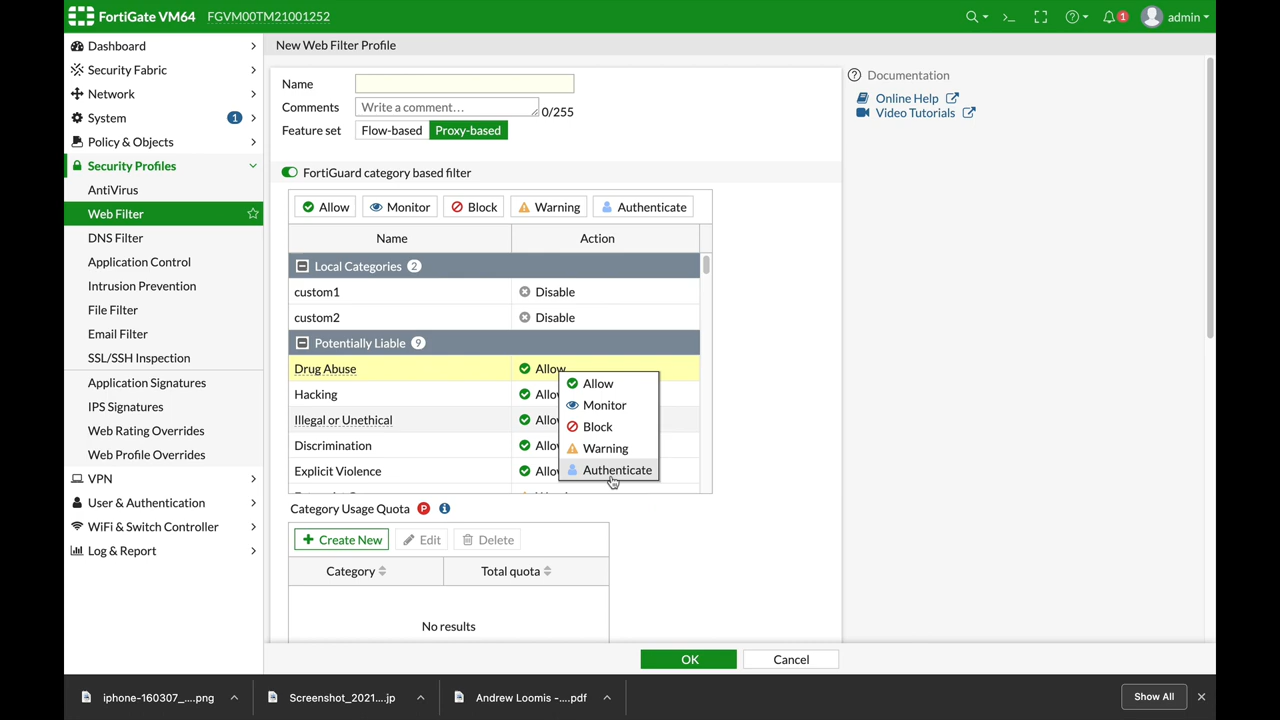 FortiGate VM64 FGVM00TM21001252
1 admin
Dashboard
Security Fabric
Network
System 1
Policy & Objects
Security Profiles
AntiVirus
Web Filter
DNS Filter
Application Control
Intrusion Prevention
File Filter
Email Filter
SSL/SSH Inspection
Application Signatures
IPS Signatures
Web Rating Overrides
Web Profile Overrides
VPN
User & Authentication
WiFi & Switch Controller
Log & Report
New Web Filter Profile
Name
Comments Write a comment... 0/255
Feature set Flow-based Proxy-based
FortiGuard category based filter
Allow Monitor Block Warning Authenticate
Name Action
Local Categories 2
custom1 Disable
custom2 Disable
Potentially Liable 9
Drug Abuse Allow
Hacking Allo
Illegal or Unethical Allo
Discrimination Allo
Explicit Violence Allo
Allow
Monitor
Block
Warning
Authenticate
Category Usage Quota P
Create New Edit Delete
Category Total quota
No results
OK Cancel
Documentation
Online Help
Video Tutorials
iphone-160307_....png Screenshot_2021....jp Andrew Loomis -....pdf Show All